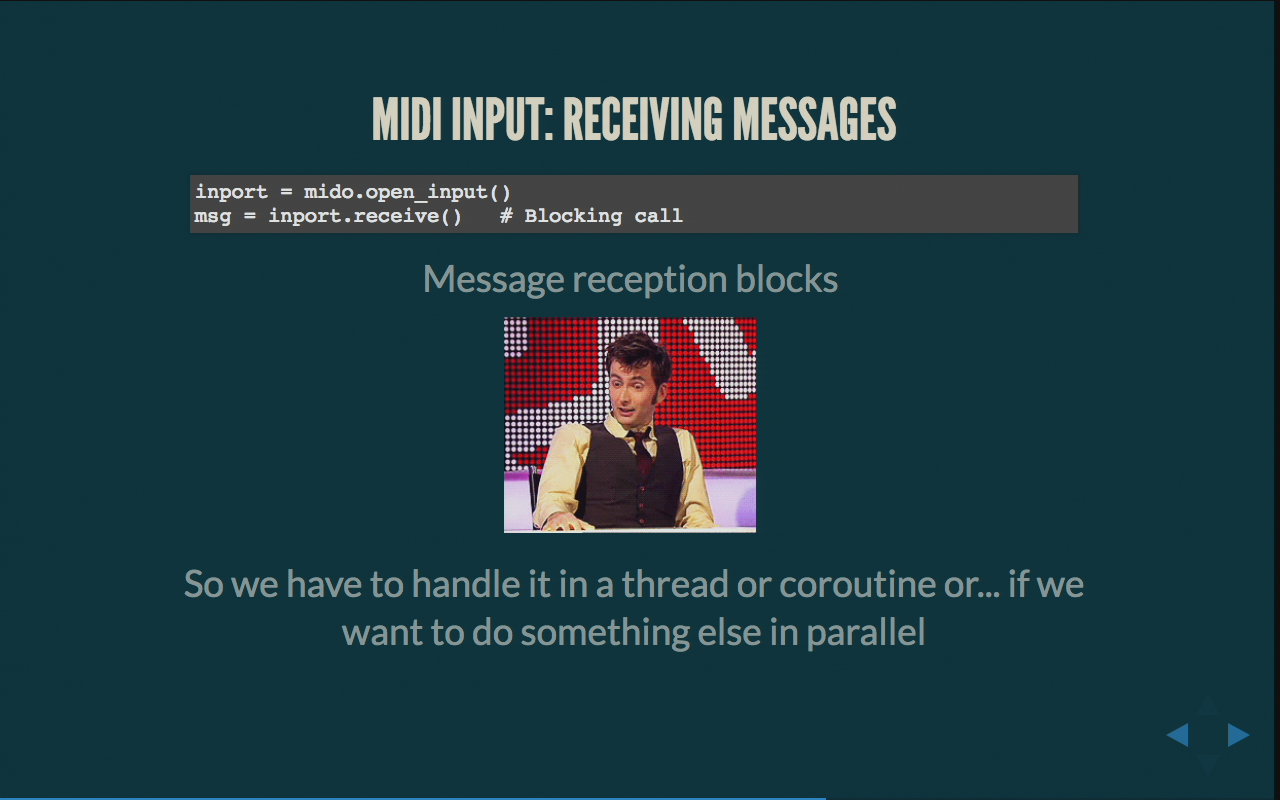 MIDI INPUT: RECEIVING MESSAGES
inport = mido.open_input()
msg = inport.receive()   # Blocking call
Message reception blocks
So we have to handle it in a thread or coroutine or... if we
want to do something else in parallel